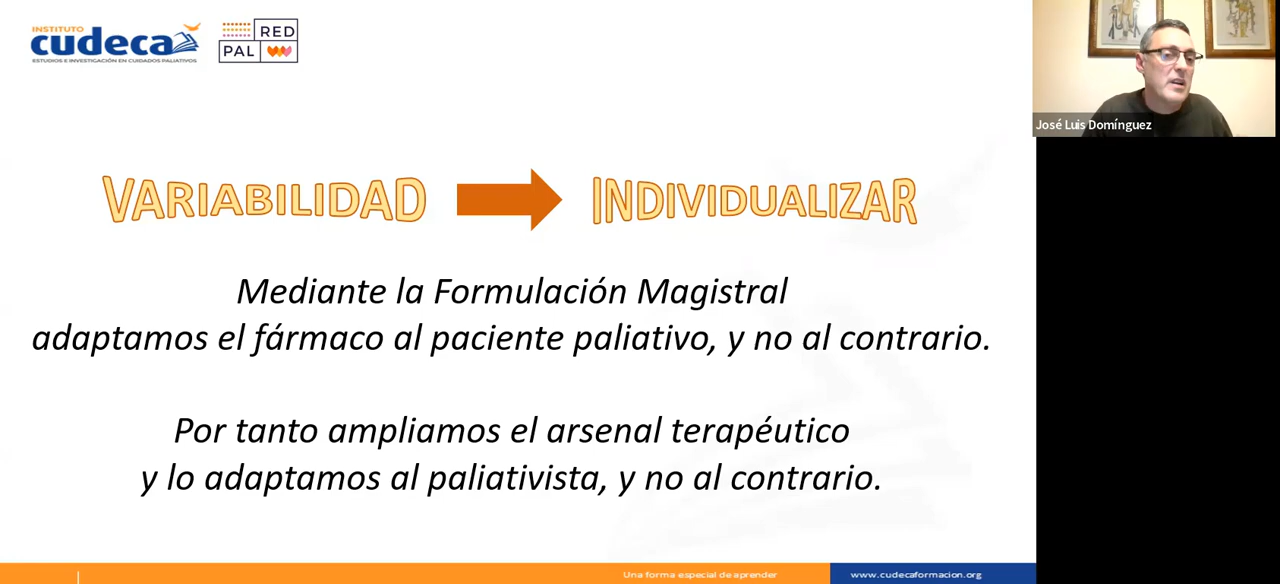 INSTITUTO
cudeca
ESTUDIOS E INVESTIGACIÓN EN CUIDADOS PALIATIVOS
RED
PAL
José Luis Domínguez
VARIABILIDAD INDIVIDUALIZAR
Mediante la Formulación Magistral
adaptamos el fármaco al paciente paliativo, y no al contrario.
Por tanto ampliamos el arsenal terapéutico
y lo adaptamos al paliativista, y no al contrario.
Una forma especial de aprender
www.cudecaformacion.org